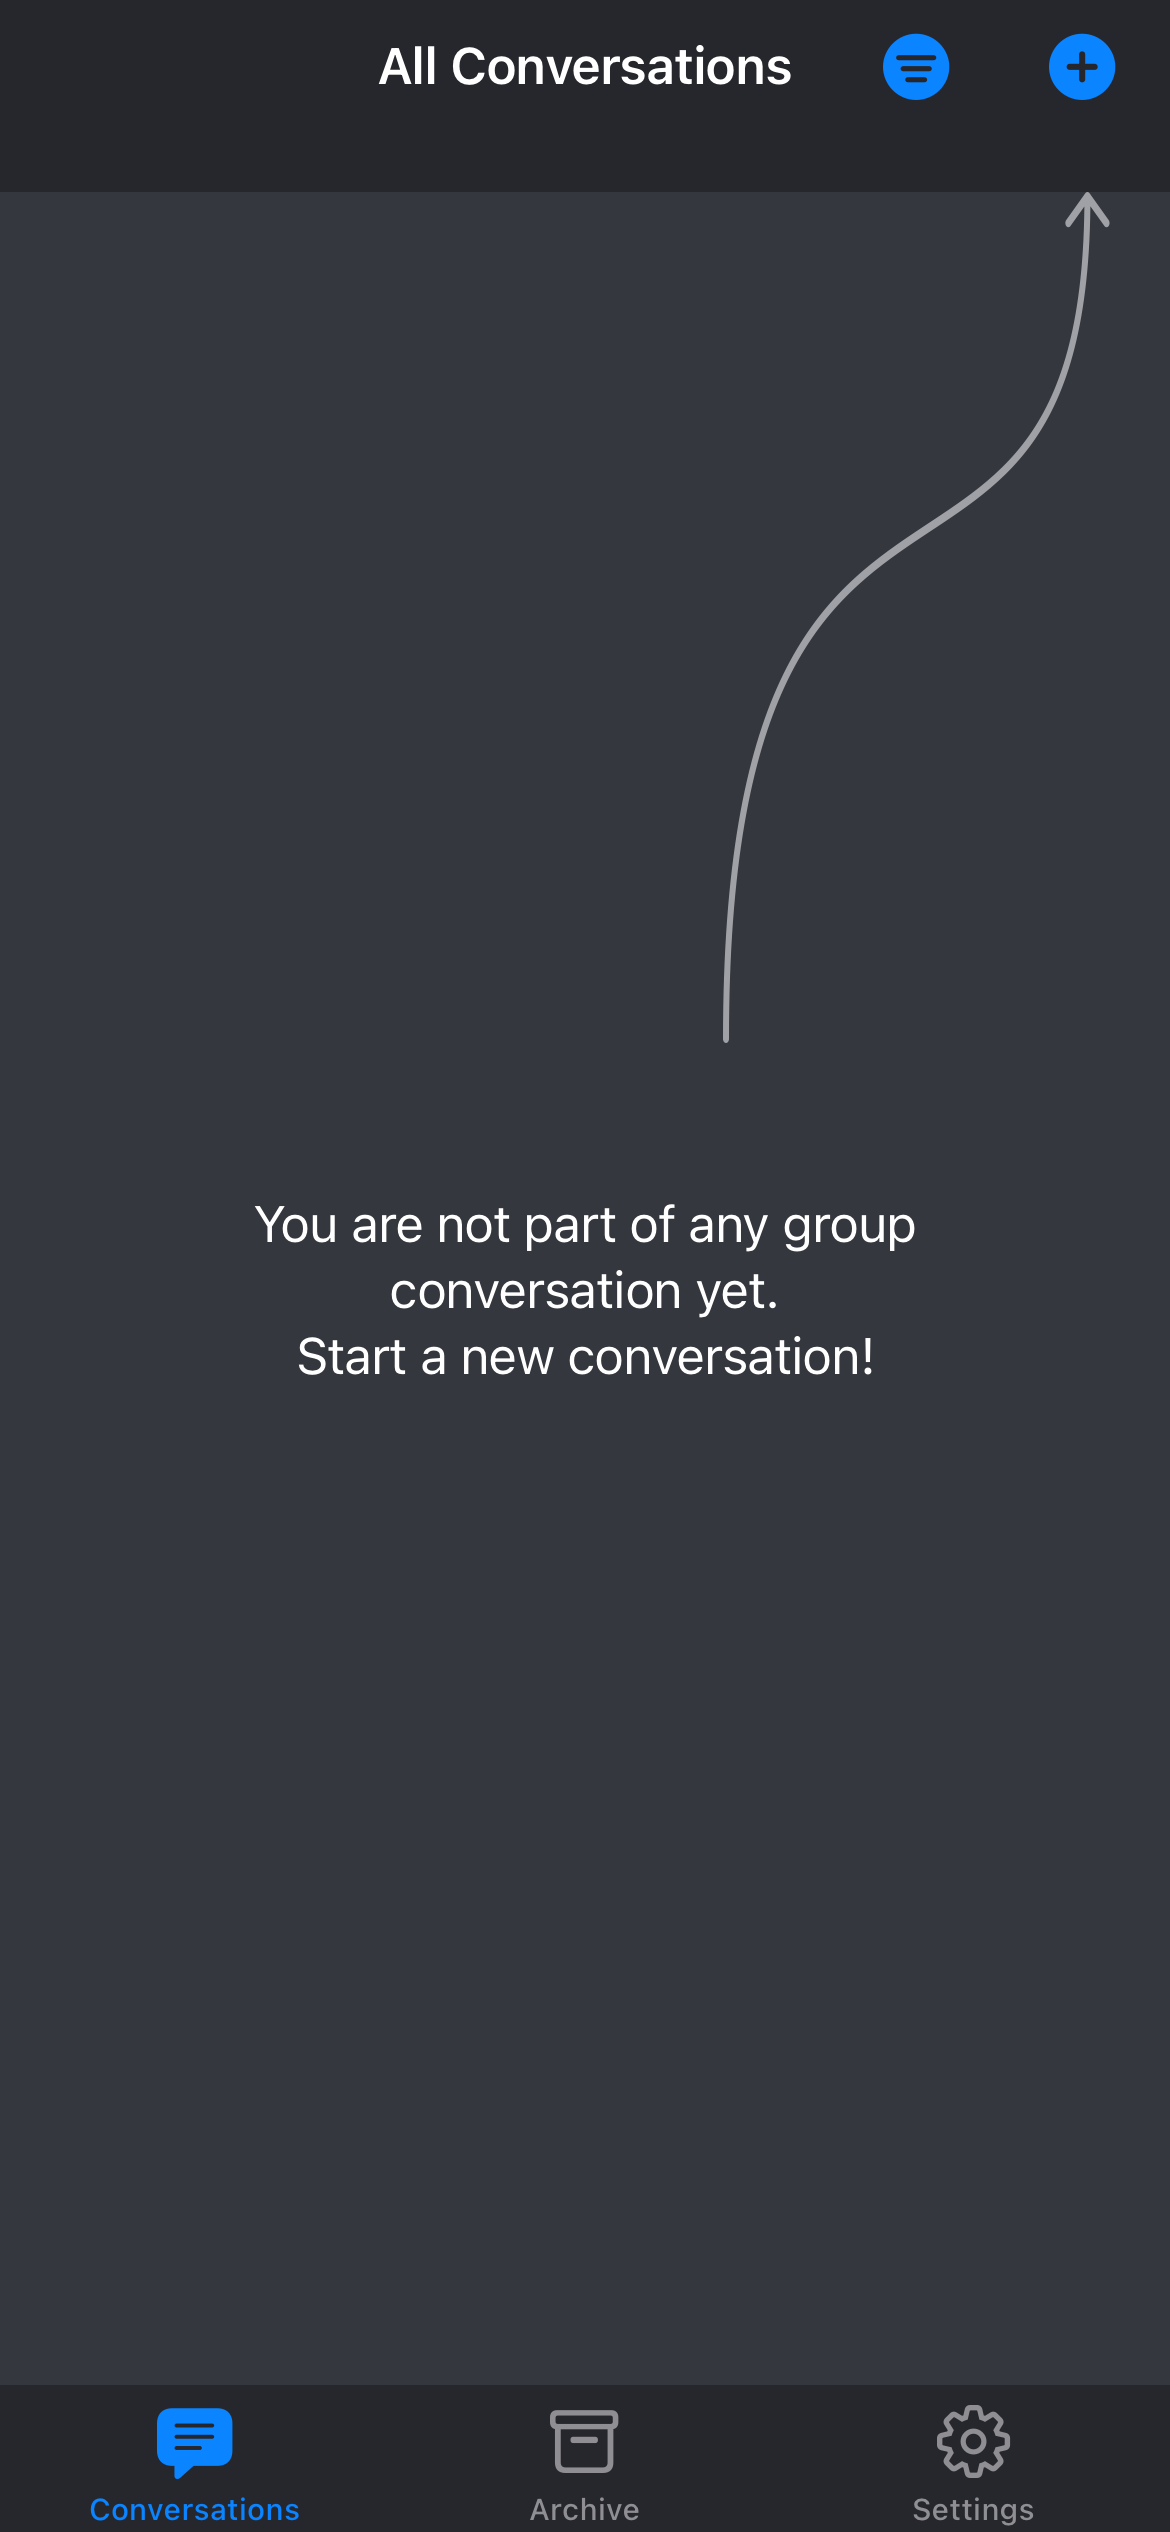 All Conversations
You are not part of any group
conversation yet.
Start a new conversation!
Conversations
Archive
Settings